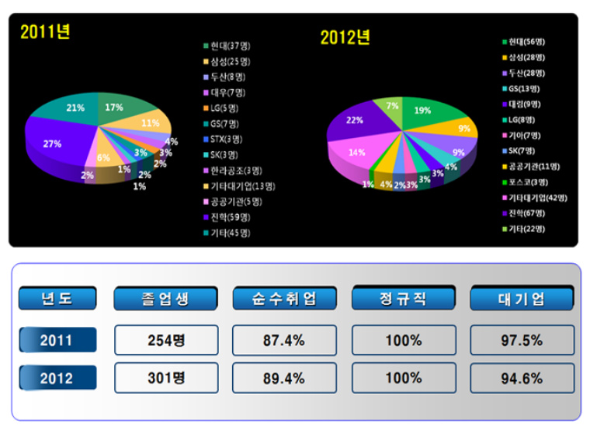 2011년
현대(37명)
삼성(25명)
두산(8명)
대우(7명)
LG(5명)
GS(7명)
STX(3명)
SK(3명)
한라공조(3명)
기타대기업(13명)
공공기관(5명)
진학(59명)
기타(45명)
17%
11%
4%
3%
2%
3%
2%
1%
1%
6%
2%
27%
21%
2012년
현대(56명)
삼성(28명)
두산(28명)
GS(13명)
대림(9명)
LG(8명)
기아(7명)
SK(7명)
공공기관(11명)
포스코(3명)
기타대기업(42명)
진학(67명)
기타(22명)
19%
9%
9%
4%
3%
3%
3%
2%
4%
1%
14%
22%
7%
년도 졸업생 순수취업 정규직 대기업
2011 254명 87.4% 100% 97.5%
2012 301명 89.4% 100% 94.6%